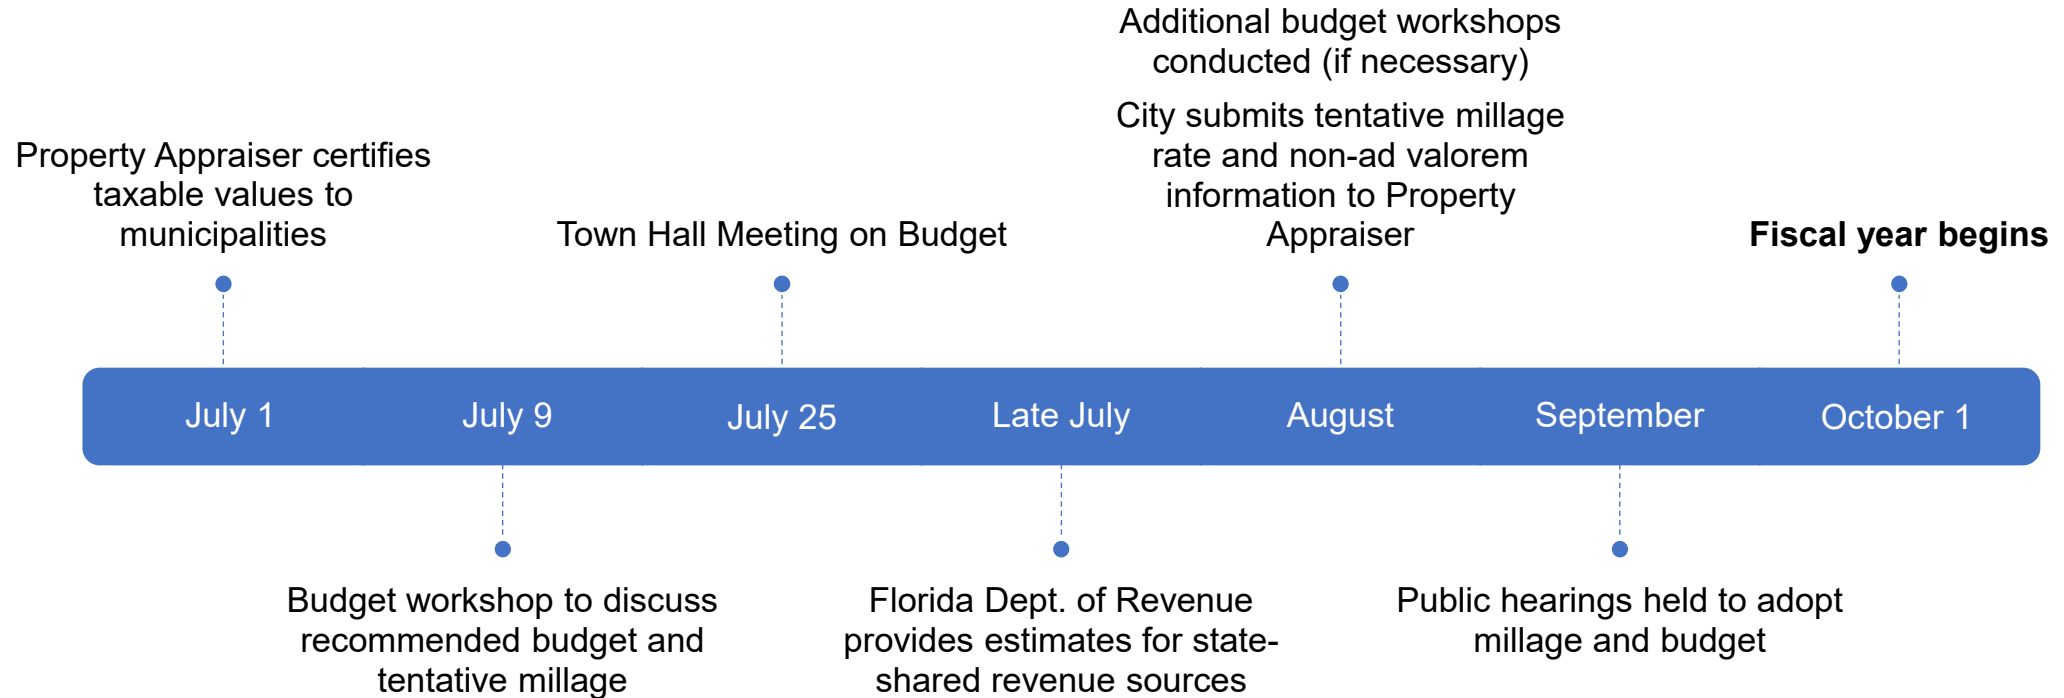 Additional budget workshops
conducted (if necessary)
City submits tentative millage
rate and non-ad valorem
information to Property
Appraiser
Property Appraiser certifies
taxable values to
municipalities
Town Hall Meeting on Budget
Fiscal year begins
July 1
July 9
July 25
Late July
August
September
October 1
Budget workshop to discuss
recommended budget and
tentative millage
Florida Dept. of Revenue
provides estimates for state-
shared revenue sources
Public hearings held to adopt
millage and budget